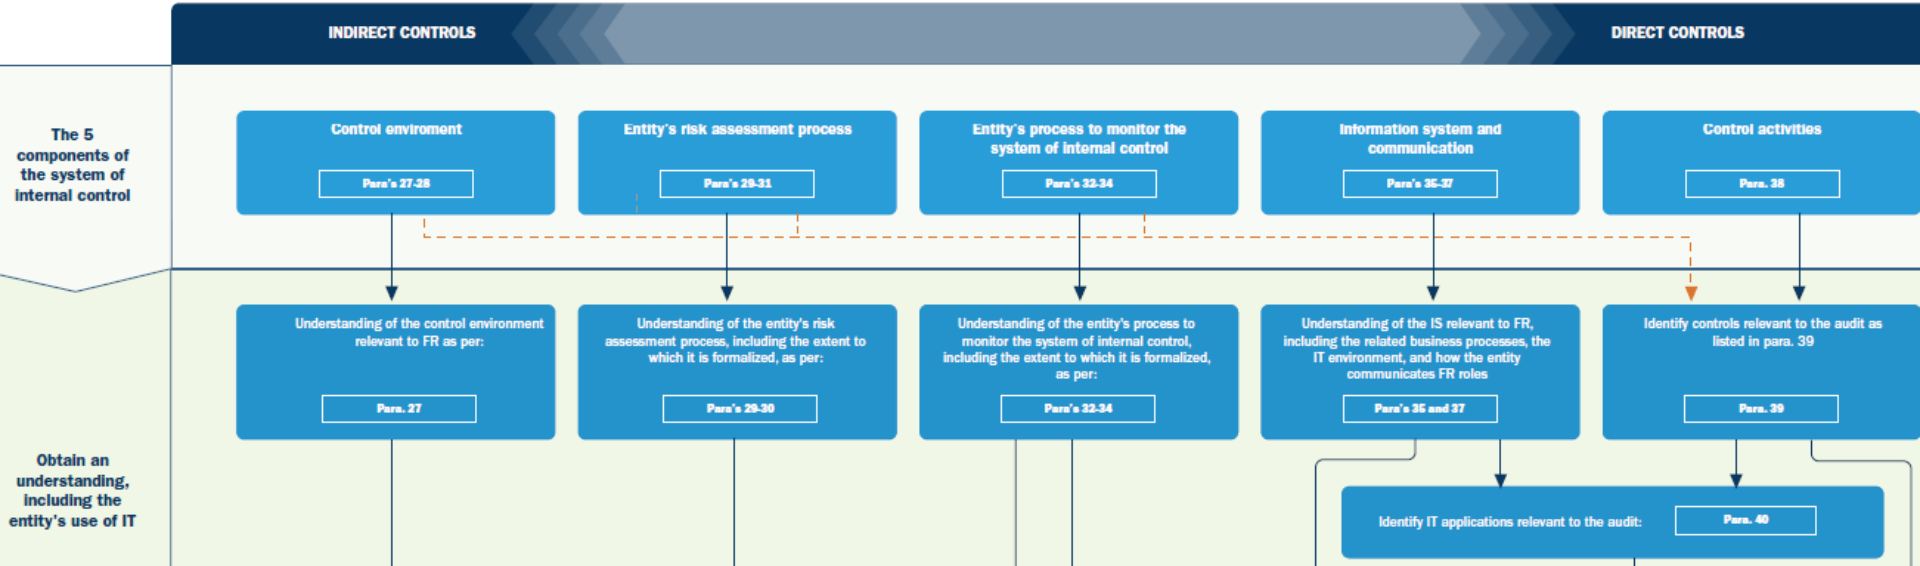 INDIRECT CONTROLS
DIRECT CONTROLS
The 5
components of
the system of
internal control
Control enviroment
Para's 27-28
Entity's risk assessment process
Para's 29-31
Entity's process to monitor the
system of internal control
Para's 32-34
Information system and
communication
Para's 35-37
Control activities
Para. 38
Obtain an
understanding,
including the
entity's use of IT
Understanding of the control environment
relevant to FR as per:
Para. 27
Understanding of the entity's risk
assessment process, including the extent to
which it is formalized, as per:
Para's 29-30
Understanding of the entity's process to
monitor the system of internal control,
including the extent to which it is formalized,
as per:
Para's 32-34
Understanding of the IS relevant to FR,
including the related business processes, the
IT environment, and how the entity
communicates FR roles
Para's 35 and 37
Identify controls relevant to the audit as
listed in para. 39
Para. 39
Identify IT applications relevant to the audit:
Para. 40